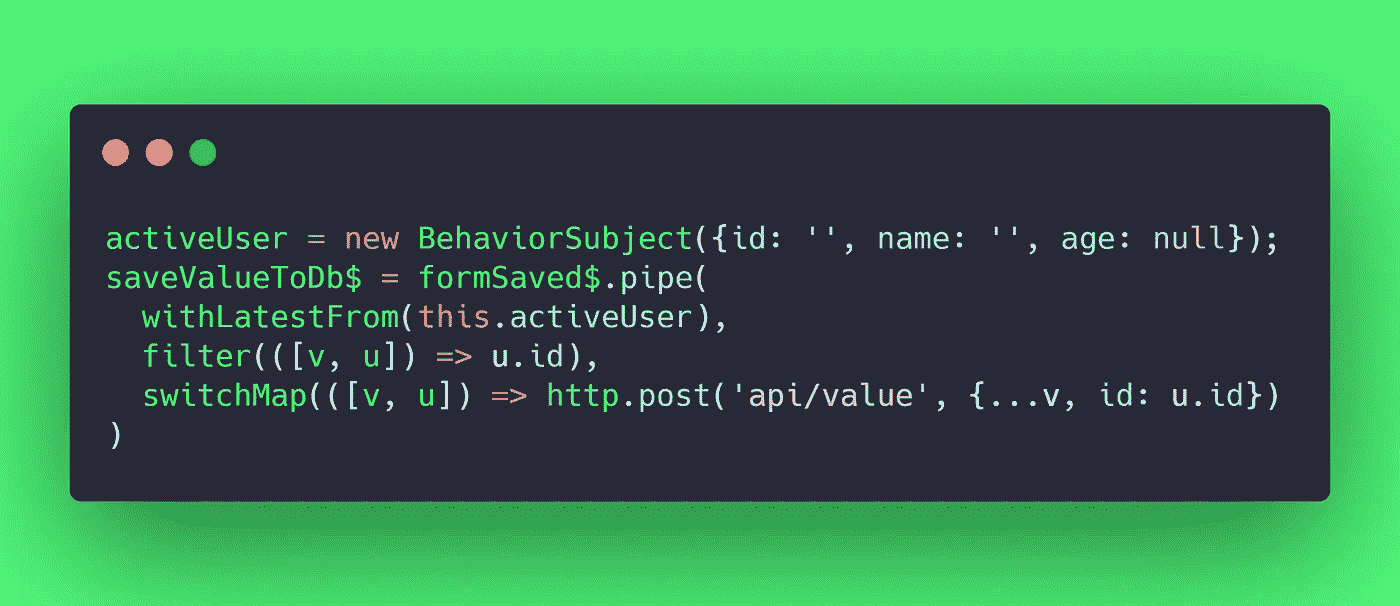 activeUser = new BehaviorSubject({id: '', name: '', age: null});
saveValueToDb$ = formSaved$.pipe(
  withLatestFrom(this.activeUser),
  filter(([v, u]) => u.id),
  switchMap(([v, u]) => http.post('api/value', {...v, id: u.id})
)